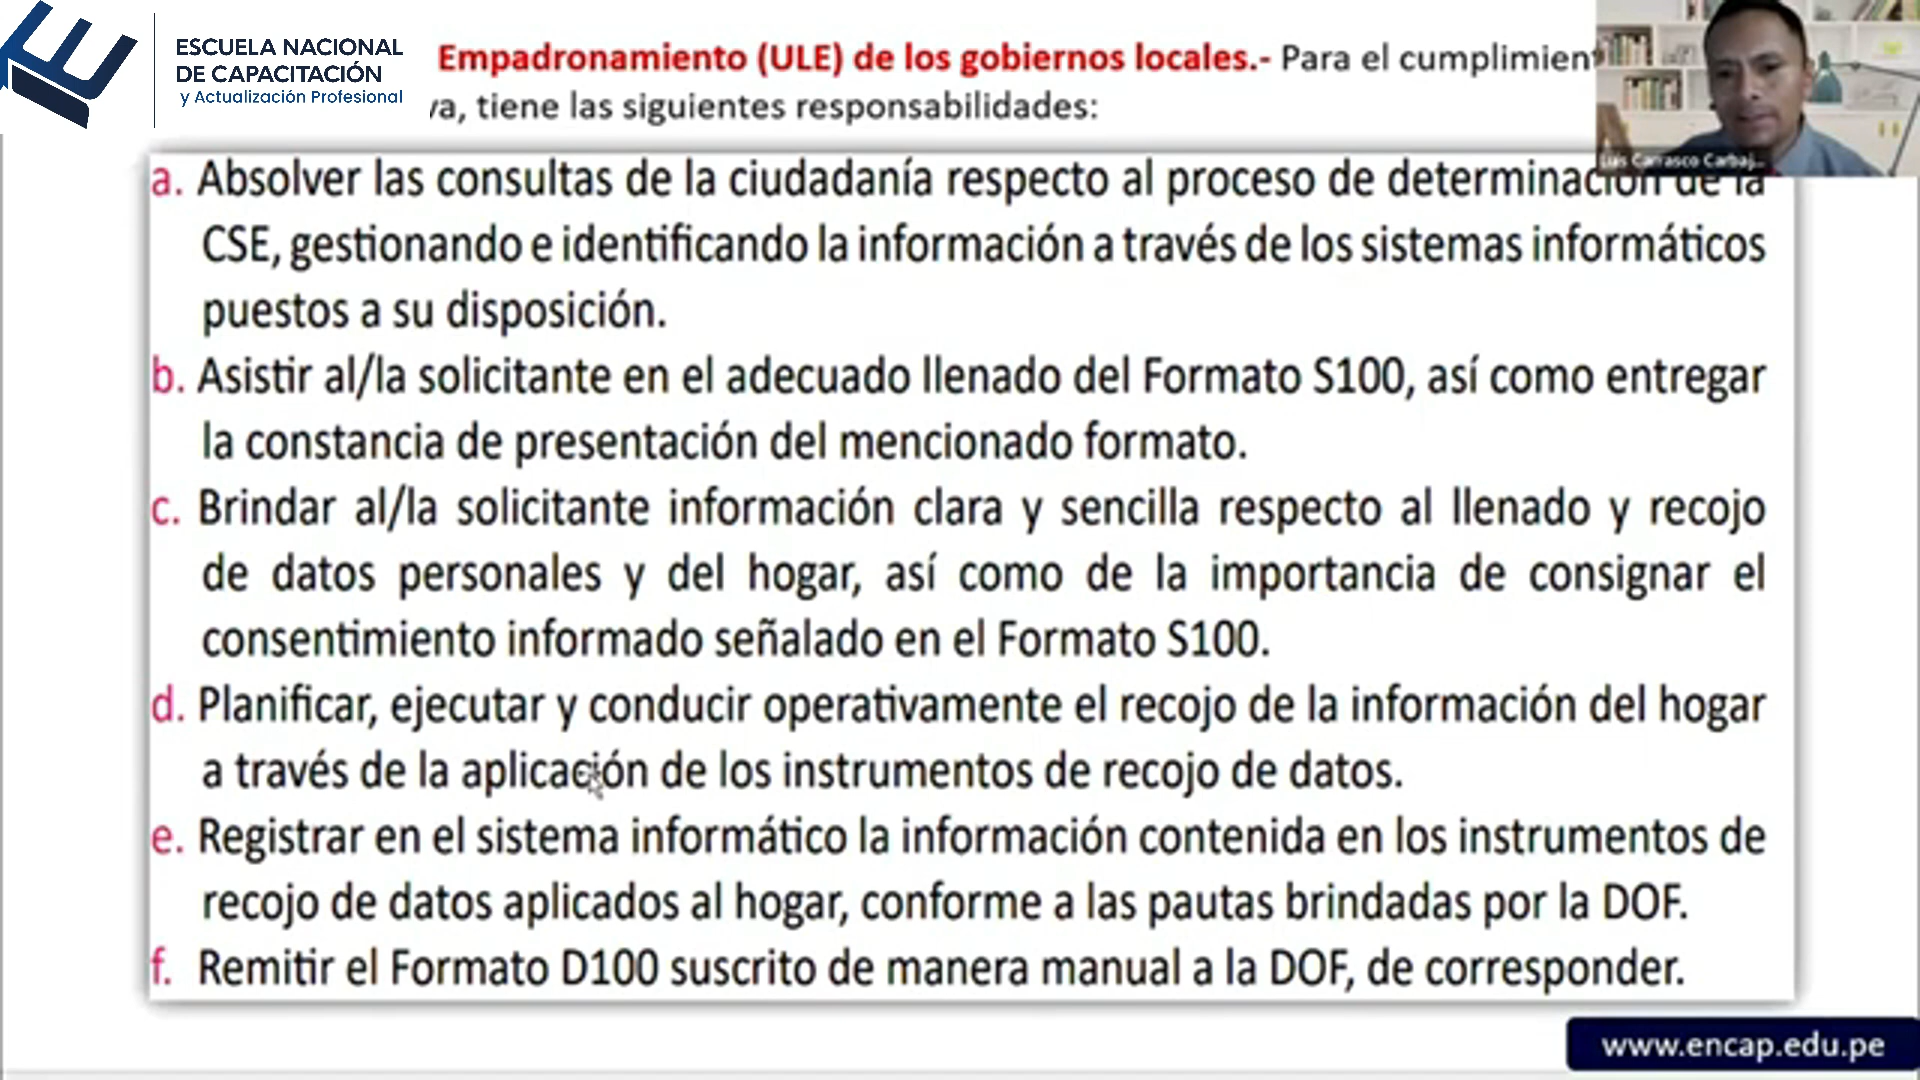 ESCUELA NACIONAL
DE CAPACITACIÓN
y Actualización Profesional
Empadronamiento (ULE) de los gobiernos locales.- Para el cumplimient
va, tiene las siguientes responsabilidades:
Luis Carrasco Carbaj...
a. Absolver las consultas de la ciudadanía respecto al proceso de determinación de la
CSE, gestionando e identificando la información a través de los sistemas informáticos
puestos a su disposición.
b. Asistir al/la solicitante en el adecuado llenado del Formato S100, así como entregar
la constancia de presentación del mencionado formato.
c. Brindar al/la solicitante información clara y sencilla respecto al llenado y recojo
de datos personales y del hogar, así como de la importancia de consignar el
consentimiento informado señalado en el Formato S100.
d. Planificar, ejecutar y conducir operativamente el recojo de la información del hogar
a través de la aplicación de los instrumentos de recojo de datos.
e. Registrar en el sistema informático la información contenida en los instrumentos de
recojo de datos aplicados al hogar, conforme a las pautas brindadas por la DOF.
f. Remitir el Formato D100 suscrito de manera manual a la DOF, de corresponder.
www.encap.edu.pe